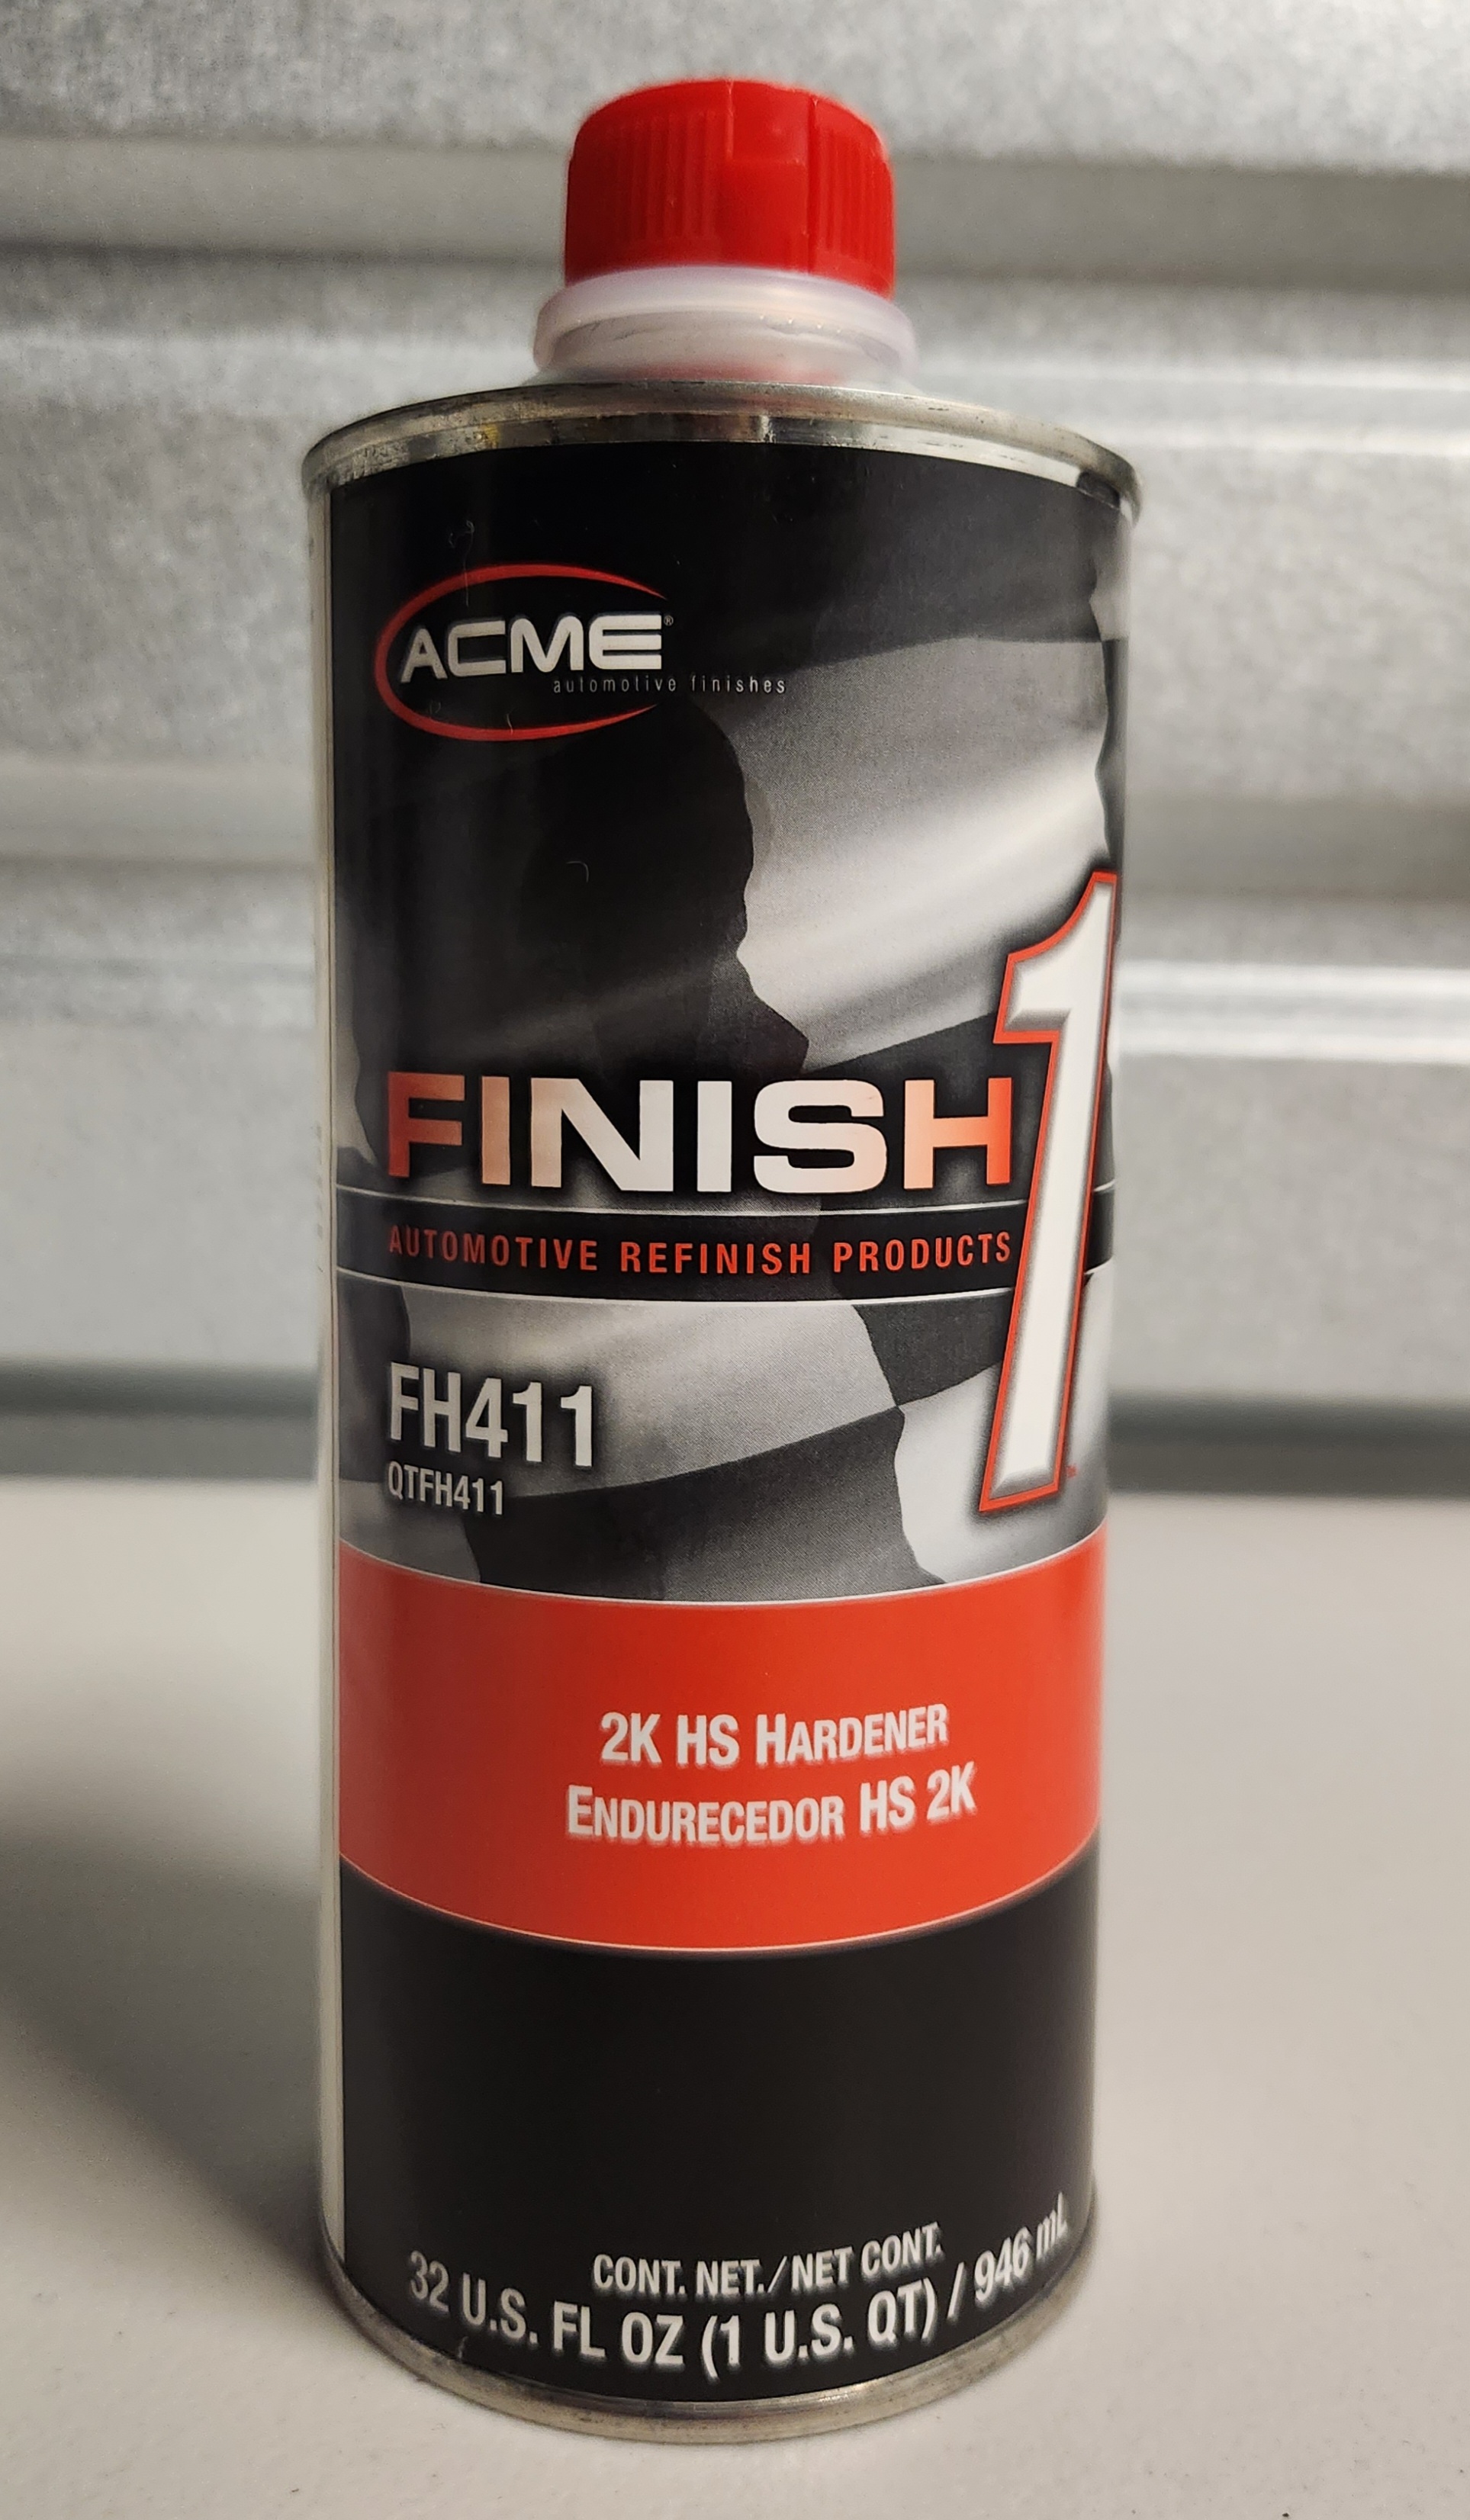 ACME®
automotive finishes
FINISH 1
AUTOMOTIVE REFINISH PRODUCTS
FH411
QTFH411
2K HS HARDENER
ENDURECEDOR HS 2K
CONT. NET./NET CONT.
32 U.S. FL OZ (1 U.S. QT) / 946 mL